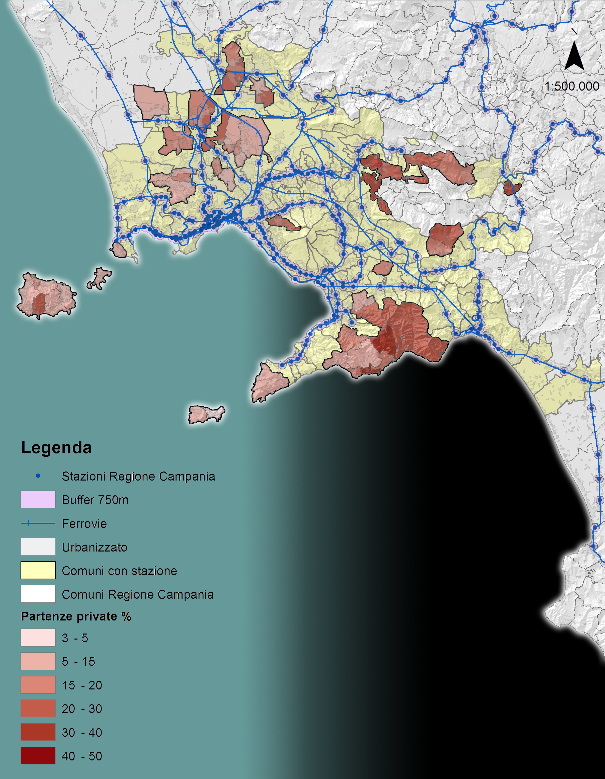 1:500.000
Legenda
Stazioni Regione Campania
Buffer 750m
Ferrovie
Urbanizzato
Comuni con stazione
Comuni Regione Campania
Partenze private %
3 - 5
5 - 15
15 - 20
20 - 30
30 - 40
40 - 50